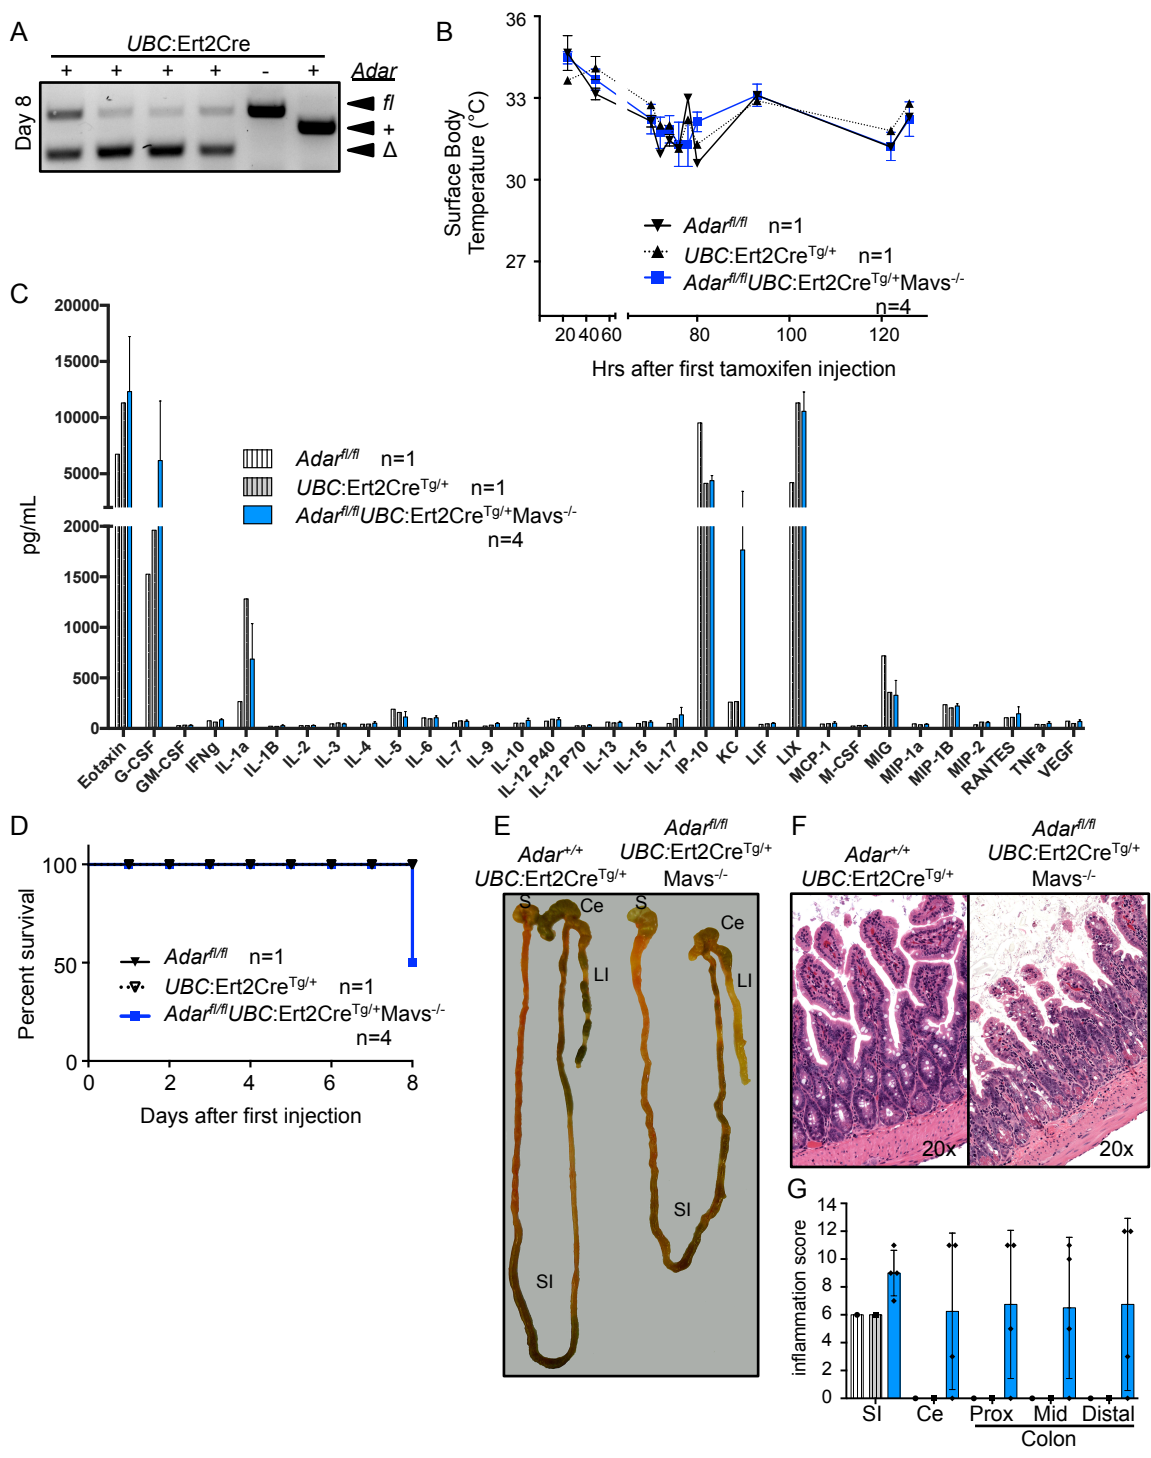 A
UBC:Ert2Cre
+ + + + - +
Adar
Day 8
fl
+
Δ
B
Surface Body
Temperature (°C)
36
33
30
27
Adarfl/fl n=1
UBC:Ert2CreTg/+ n=1
Adarfl/flUBC:Ert2CreTg/+Mavs-/-
n=4
20 40 60 80 100 120
Hrs after first tamoxifen injection
C
pg/mL
20000
15000
10000
5000
2000
1500
1000
500
0
Adarfl/fl n=1
UBC:Ert2CreTg/+ n=1
Adarfl/flUBC:Ert2CreTg/+Mavs-/-
n=4
Eotaxin G-CSF GM-CSF IFNg IL-1a IL-1B IL-2 IL-3 IL-4 IL-5 IL-6 IL-7 IL-9 IL-10 IL-12 P40 IL-12 P70 IL-13 IL-15 IL-17 IP-10 KC LIF LIX MCP-1 M-CSF MIG MIP-1a MIP-1B MIP-2 RANTES TNFa VEGF
D
Percent survival
100
50
0
Adarfl/fl n=1
UBC:Ert2CreTg/+ n=1
Adarfl/flUBC:Ert2CreTg/+Mavs-/-
n=4
0 2 4 6 8
Days after first injection
E
Adar+/+
UBC:Ert2CreTg/+
Adarfl/fl
UBC:Ert2CreTg/+
Mavs-/-
S Ce S Ce
LI LI
SI
SI
F
Adar+/+
UBC:Ert2CreTg/+
Adarfl/fl
UBC:Ert2CreTg/+
Mavs-/-
20x 20x
G
inflammation score
14
12
10
8
6
4
2
0
SI Ce Prox Mid Distal
Colon